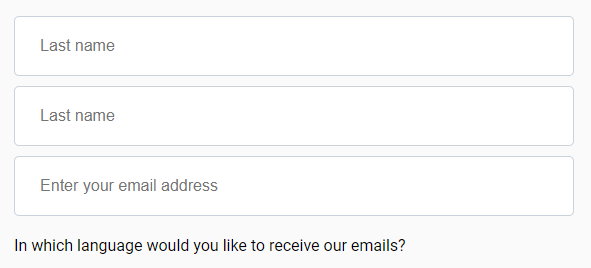 Last name
Last name
Enter your email address
In which language would you like to receive our emails?